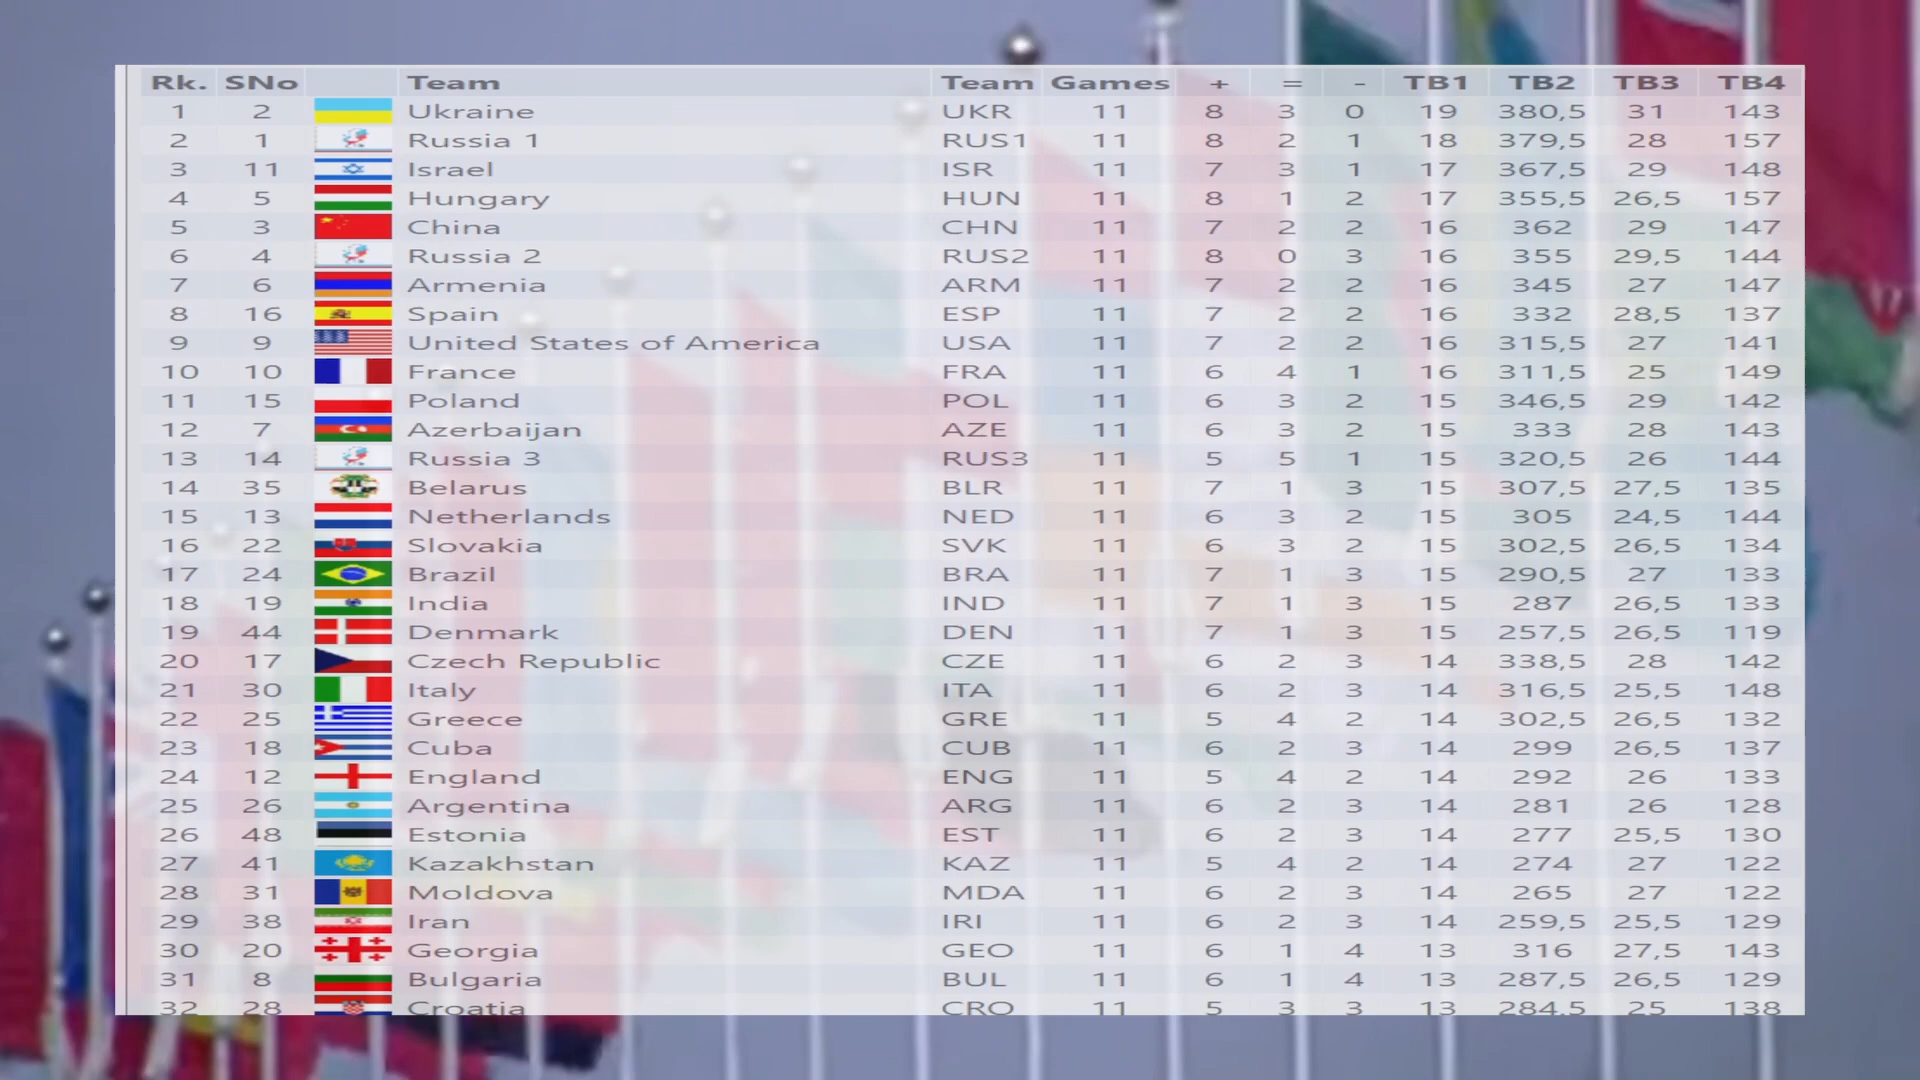 Rk. SNo Team Team Games + = - TB1 TB2 TB3 TB4
1 2 Ukraine UKR 11 8 3 0 19 380,5 31 143
2 1 Russia 1 RUS1 11 8 2 1 18 379,5 28 157
3 11 Israel ISR 11 7 3 1 17 367,5 29 148
4 5 Hungary HUN 11 8 1 2 17 355,5 26,5 157
5 3 China CHN 11 7 2 2 16 362 29 147
6 4 Russia 2 RUS2 11 8 0 3 16 355 29,5 144
7 6 Armenia ARM 11 7 2 2 16 345 27 147
8 16 Spain ESP 11 7 2 2 16 332 28,5 137
9 9 United States of America USA 11 7 2 2 16 315,5 27 141
10 10 France FRA 11 6 4 1 16 311,5 25 149
11 15 Poland POL 11 6 3 2 15 346,5 29 142
12 7 Azerbaijan AZE 11 6 3 2 15 333 28 143
13 14 Russia 3 RUS3 11 5 5 1 15 320,5 26 144
14 35 Belarus BLR 11 7 1 3 15 307,5 27,5 135
15 13 Netherlands NED 11 6 3 2 15 305 24,5 144
16 22 Slovakia SVK 11 6 3 2 15 302,5 26,5 134
17 24 Brazil BRA 11 7 1 3 15 290,5 27 133
18 19 India IND 11 7 1 3 15 287 26,5 133
19 44 Denmark DEN 11 7 1 3 15 257,5 26,5 119
20 17 Czech Republic CZE 11 6 2 3 14 338,5 28 142
21 30 Italy ITA 11 6 2 3 14 316,5 25,5 148
22 25 Greece GRE 11 5 4 2 14 302,5 26,5 132
23 18 Cuba CUB 11 6 2 3 14 299 26,5 137
24 12 England ENG 11 5 4 2 14 292 26 133
25 26 Argentina ARG 11 6 2 3 14 281 26 128
26 48 Estonia EST 11 6 2 3 14 277 25,5 130
27 41 Kazakhstan KAZ 11 5 4 2 14 274 27 122
28 31 Moldova MDA 11 6 2 3 14 265 27 122
29 38 Iran IRI 11 6 2 3 14 259,5 25,5 129
30 20 Georgia GEO 11 6 1 4 13 316 27,5 143
31 8 Bulgaria BUL 11 6 1 4 13 287,5 26,5 129
32 28 Croatia CRO 11 5 3 3 13 284,5 25 138